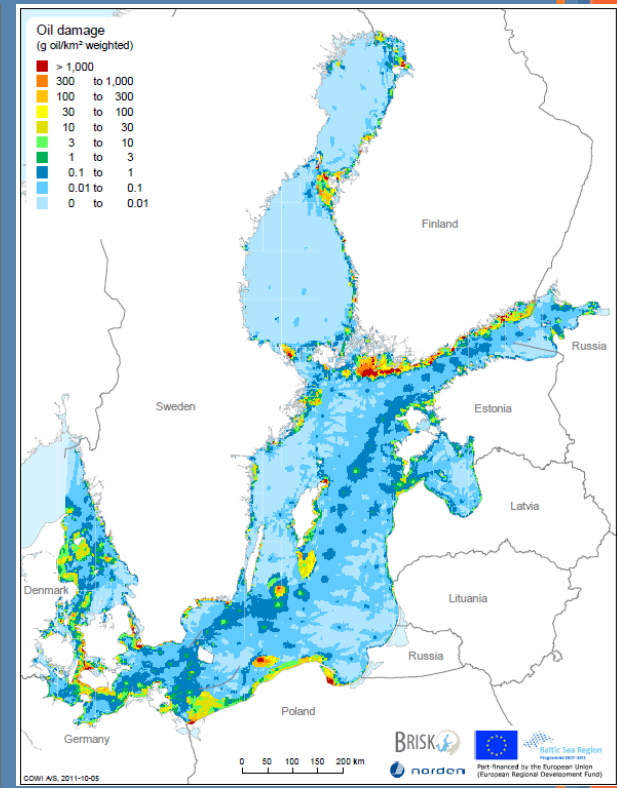 Oil damage
(g oil/km² weighted)
> 1,000
300 to 1,000
100 to 300
30 to 100
10 to 30
3 to 10
1 to 3
0.1 to 1
0.01 to 0.1
0 to 0.01
Finland
Russia
Sweden
Estonia
Latvia
Denmark
Lituania
Russia
Poland
Germany
BRISK
Baltic Sea Region
Programme 2007-2013
norden
Part-financed by the European Union
(European Regional Development Fund)
0 50 100 200 km
COWI A/S, 2011-10-05